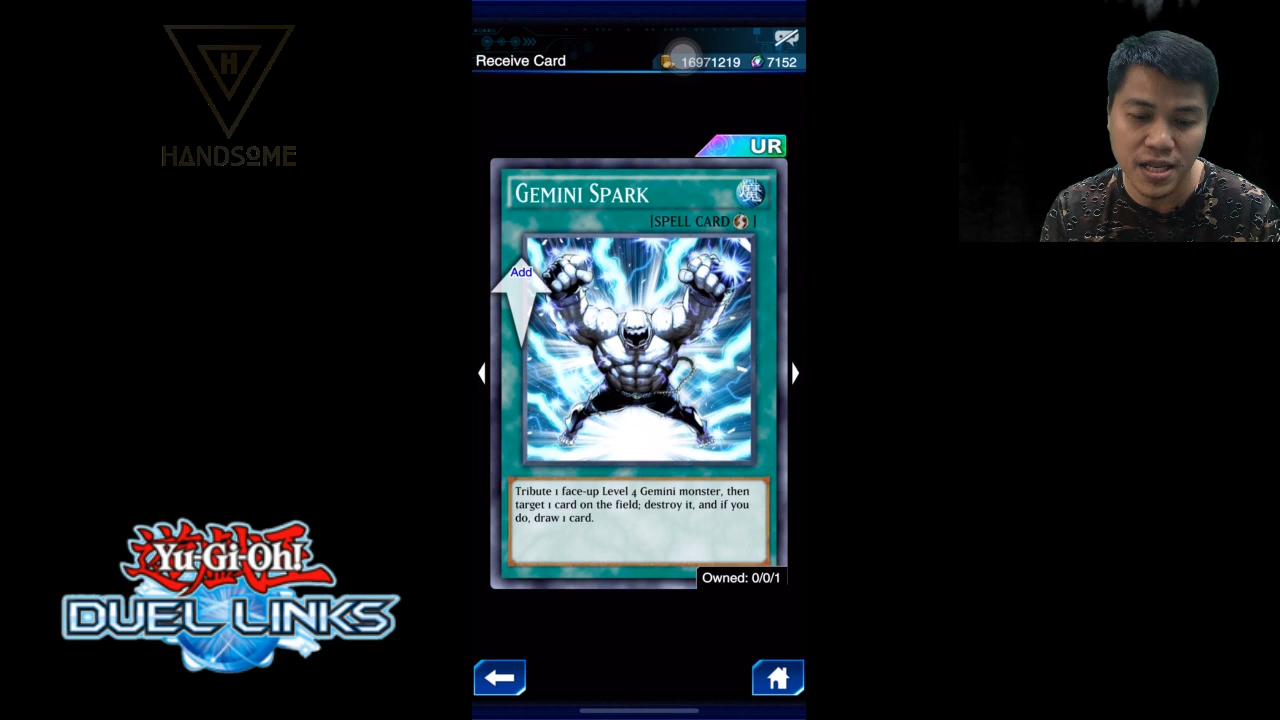 H
HANDSOME
Receive Card
16971219
7152
UR
GEMINI SPARK
[SPELL CARD ]
Add
Tribute 1 face-up Level 4 Gemini monster, then
target 1 card on the field; destroy it, and if you
do, draw 1 card.
Owned: 0/0/1
遊戯王
Yu-Gi-Oh!
DUEL LINKS